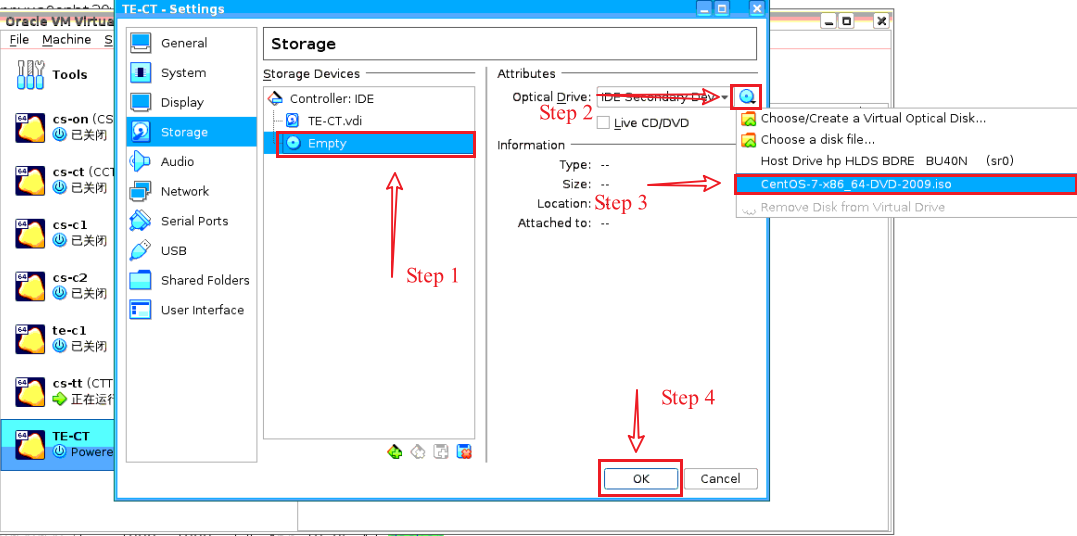 TE-CT - Settings
Oracle VM Virtua
File Machine S
Tools
cs-on (CS
已关闭
cs-ct (CCT
已关闭
cs-c1
已关闭
cs-c2
已关闭
te-c1
已关闭
cs-tt (CTT
正在运行
TE-CT
Powere
General
System
Display
Storage
Audio
Network
Serial Ports
USB
Shared Folders
User Interface
Storage
Storage Devices
Controller: IDE
TE-CT.vdi
Empty
Step 1
Attributes
Optical Drive: IDE Secondary Dev
Step 2
Live CD/DVD
Information
Type: --
Size: --
Location: --
Step 3
Attached to: --
Choose/Create a Virtual Optical Disk...
Choose a disk file...
Host Drive hp HLDS BDRE BU40N (sr0)
CentOS-7-x86_64-DVD-2009.iso
Remove Disk from Virtual Drive
Step 4
OK
Cancel